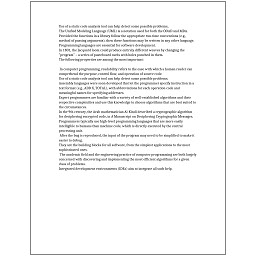 Use of a static code analysis tool can help detect some possible problems.
The Unified Modeling Language (UML) is a notation used for both the OOAD and MDA.
Provided the functions in a library follow the appropriate run-time conventions (e.g.,
method of passing arguments), then these functions may be written in any other language.
Programming languages are essential for software development.
In 1801, the Jacquard loom could produce entirely different weaves by changing the
"program" – a series of pasteboard cards with holes punched in them.
The following properties are among the most important:

In computer programming, readability refers to the ease with which a human reader can
comprehend the purpose, control flow, and operation of source code.
Use of a static code analysis tool can help detect some possible problems.
Assembly languages were soon developed that let the programmer specify instruction in a
text format (e.g., ADD X, TOTAL), with abbreviations for each operation code and
meaningful names for specifying addresses.
Expert programmers are familiar with a variety of well-established algorithms and their
respective complexities and use this knowledge to choose algorithms that are best suited to
the circumstances.
In the 9th century, the Arab mathematician Al-Kindi described a cryptographic algorithm
for deciphering encrypted code, in A Manuscript on Deciphering Cryptographic Messages.
Programmers typically use high-level programming languages that are more easily
intelligible to humans than machine code, which is directly executed by the central
processing unit.
After the bug is reproduced, the input of the program may need to be simplified to make it
easier to debug.
They are the building blocks for all software, from the simplest applications to the most
sophisticated ones.
The academic field and the engineering practice of computer programming are both largely
concerned with discovering and implementing the most efficient algorithms for a given
class of problems.
Integrated development environments (IDEs) aim to integrate all such help.